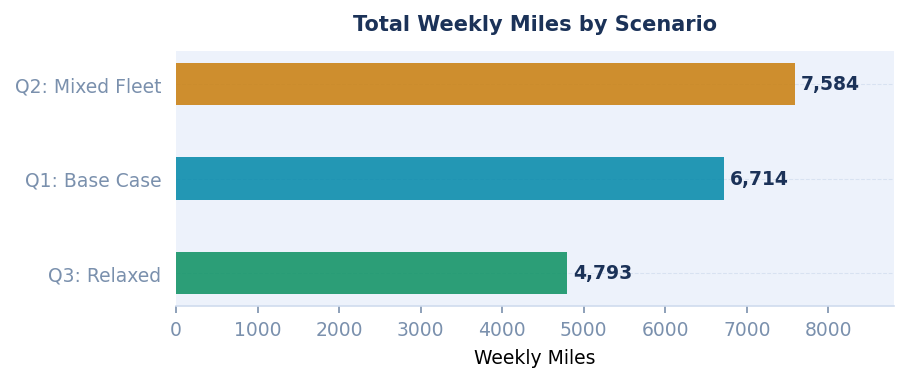 Total Weekly Miles by Scenario
Q2: Mixed Fleet
7,584
Q1: Base Case
6,714
Q3: Relaxed
4,793
0 1000 2000 3000 4000 5000 6000 7000 8000
Weekly Miles